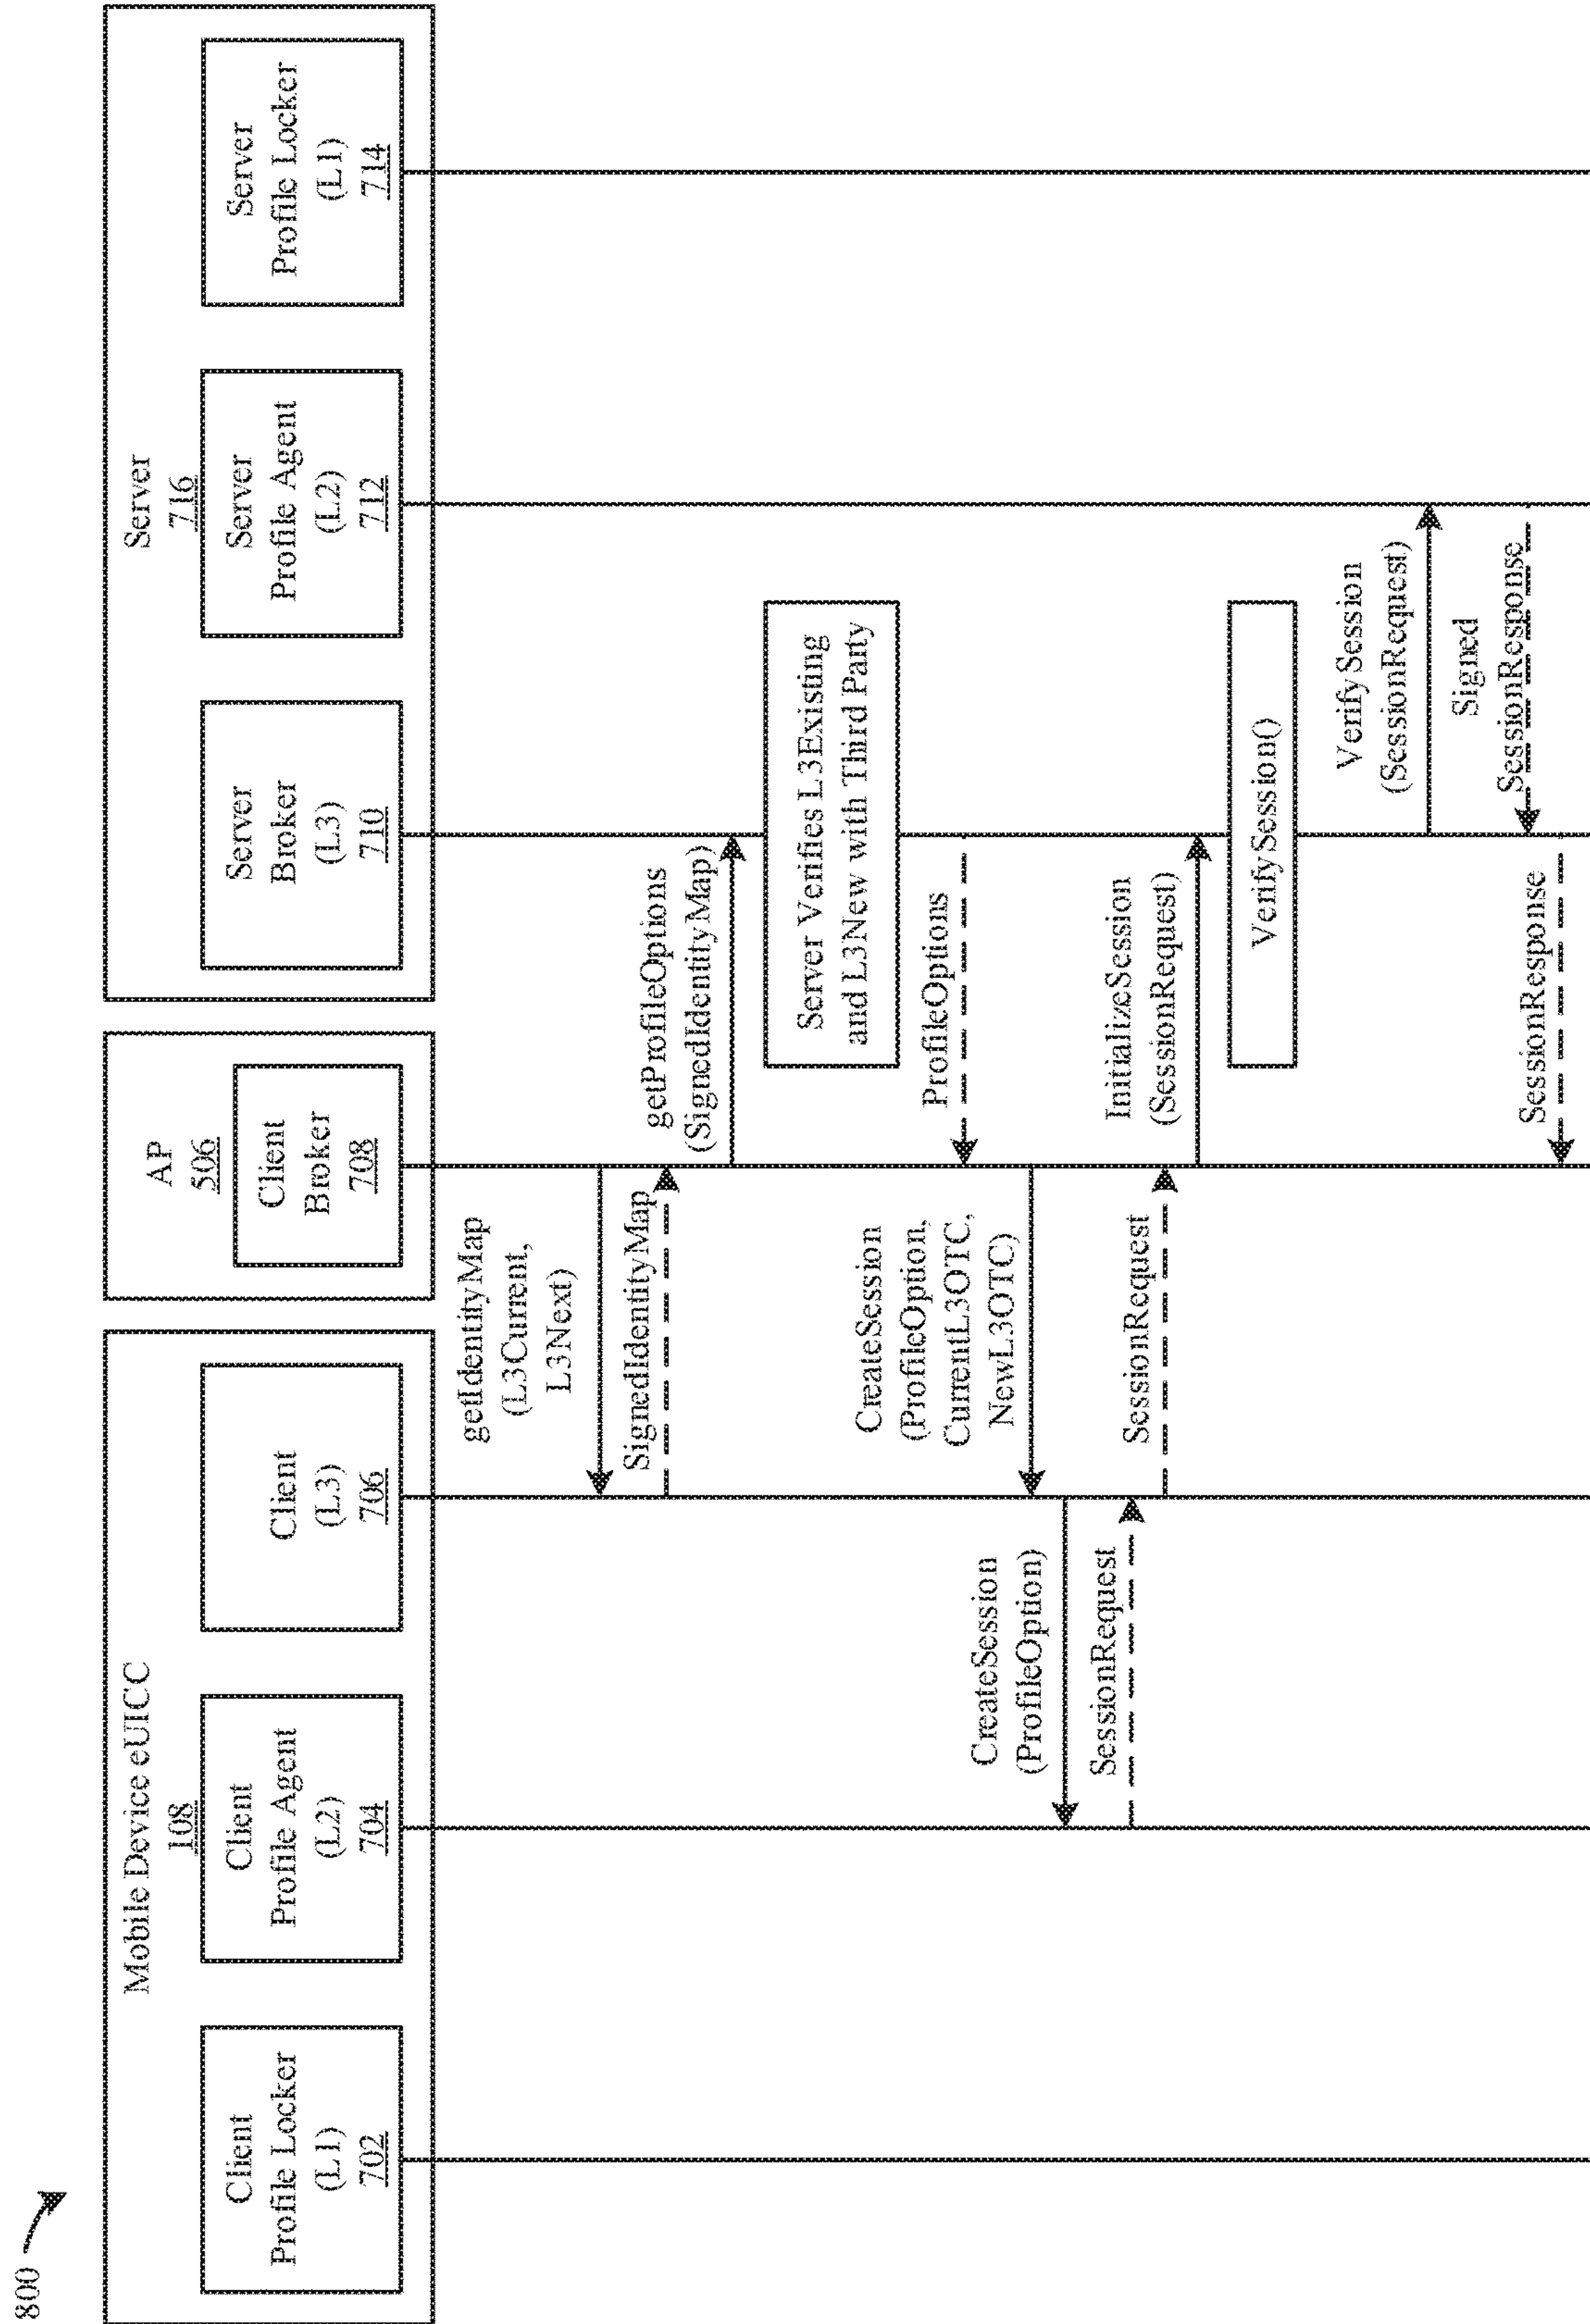 800
Mobile Device eUICC
108
Client
Profile Locker
(L1)
702
Client
Profile Agent
(L2)
704
Client
(L3)
706
AP
506
Client
Broker
708
Server
716
Server
Broker
(L3)
710
Server
Profile Agent
(L2)
712
Server
Profile Locker
(L1)
714
getIdentityMap
(L3Current,
L3Next)
SignedIdentityMap
getProfileOptions
(SignedIdentityMap)
Server Verifies L3Existing
and L3New with Third Party
ProfileOptions
CreateSession
(ProfileOption,
CurrentL3OTC,
NewL3OTC)
CreateSession
(ProfileOption)
SessionRequest
SessionRequest
InitializeSession
(SessionRequest)
VerifySession()
VerifySession
(SessionRequest)
Signed
SessionResponse
SessionResponse